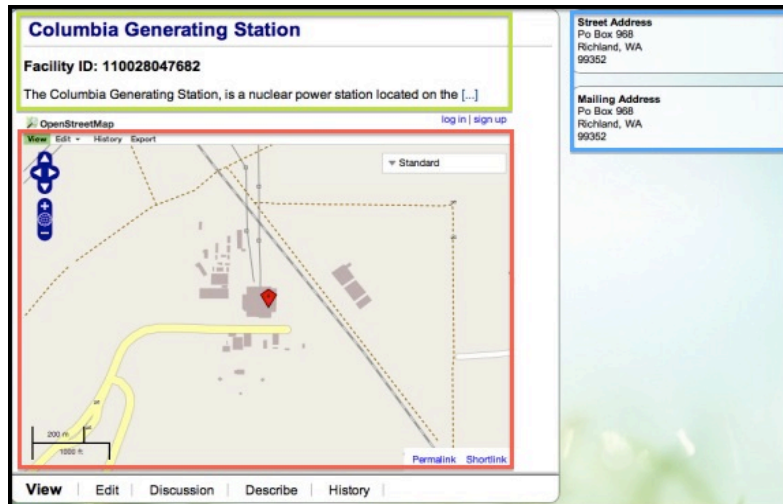 Columbia Generating Station
Facility ID: 110028047682
The Columbia Generating Station, is a nuclear power station located on the [...]
OpenStreetMap
log in | sign up
View Edit History Export
Standard
200 m
1000 ft
Permalink Shortlink
View | Edit | Discussion | Describe | History
Street Address
Po Box 968
Richland, WA
99352
Mailing Address
Po Box 968
Richland, WA
99352